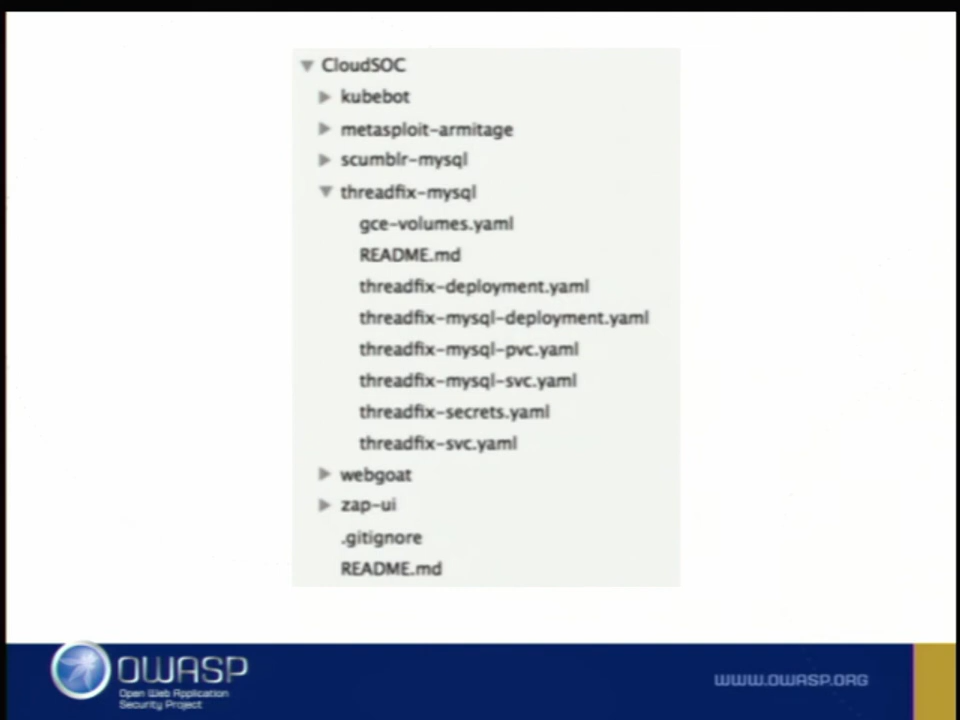 CloudSOC
kubebot
metasploit-armitage
scumblr-mysql
threadfix-mysql
gce-volumes.yaml
README.md
threadfix-deployment.yaml
threadfix-mysql-deployment.yaml
threadfix-mysql-pvc.yaml
threadfix-mysql-svc.yaml
threadfix-secrets.yaml
threadfix-svc.yaml
webgoat
zap-ui
.gitignore
README.md
OWASP
Open Web Application
Security Project
WWW.OWASP.ORG